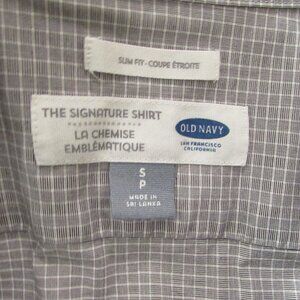 SLIM FIT · COUPE ÉTROITE
THE SIGNATURE SHIRT
LA CHEMISE
EMBLÉMATIQUE
OLD NAVY
SAN FRANCISCO
CALIFORNIA
S
P
MADE IN
SRI LANKA